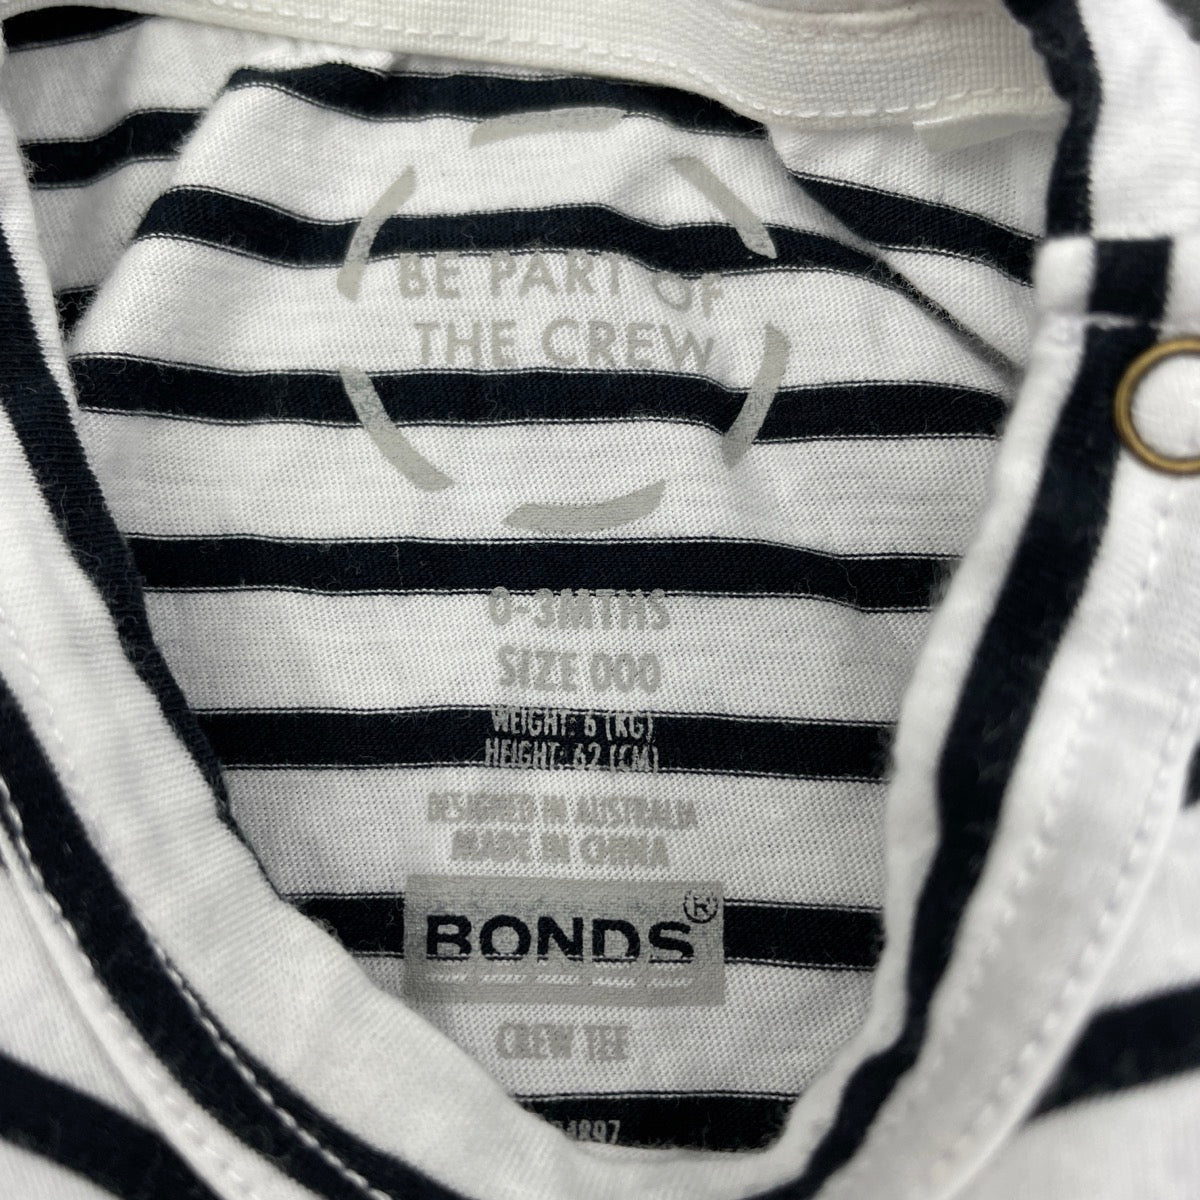 BE PART OF
THE CREW
0-3MTHS
SIZE 000
WEIGHT: 6 (KG)
HEIGHT: 62 (CM)
DESIGNED IN AUSTRALIA
MADE IN CHINA
BONDS®
CREW TEE